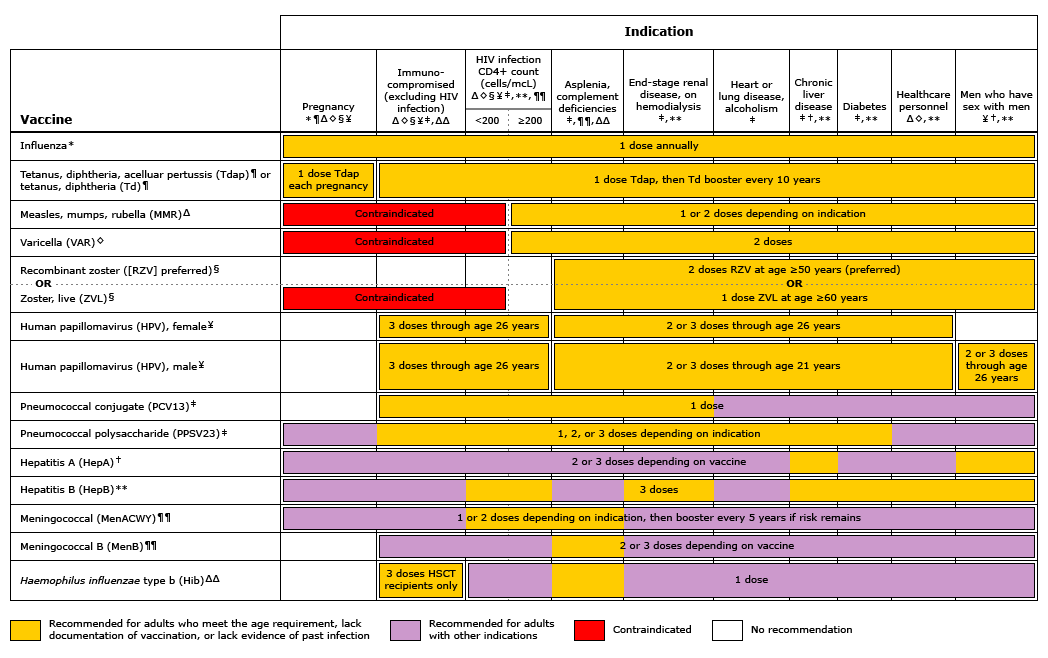 Indication
Vaccine
Pregnancy
*¶Δ◇§¥
Immuno-
compromised
(excluding HIV
infection)
Δ◇§¥‡,ΔΔ
HIV infection
CD4+ count
(cells/mcL)
Δ◇§¥‡,**,¶¶
<200
≥200
Asplenia,
complement
deficiencies
‡,¶¶,ΔΔ
End-stage renal
disease, on
hemodialysis
‡,**
Heart or
lung disease,
alcoholism
‡
Chronic
liver
disease
‡†,**
Diabetes
‡,**
Healthcare
personnel
Δ◇,**
Men who have
sex with men
¥†,**
Influenza*
1 dose annually
Tetanus, diphtheria, acelluar pertussis (Tdap)¶ or
tetanus, diphtheria (Td)¶
1 dose Tdap
each pregnancy
1 dose Tdap, then Td booster every 10 years
Measles, mumps, rubella (MMR)Δ
Contraindicated
1 or 2 doses depending on indication
Varicella (VAR)◇
Contraindicated
2 doses
Recombinant zoster ([RZV] preferred)§
2 doses RZV at age ≥50 years (preferred)
OR
OR
Zoster, live (ZVL)§
Contraindicated
1 dose ZVL at age ≥60 years
Human papillomavirus (HPV), female¥
3 doses through age 26 years
2 or 3 doses through age 26 years
Human papillomavirus (HPV), male¥
3 doses through age 26 years
2 or 3 doses through age 21 years
2 or 3 doses
through age
26 years
Pneumococcal conjugate (PCV13)‡
1 dose
Pneumococcal polysaccharide (PPSV23)‡
1, 2, or 3 doses depending on indication
Hepatitis A (HepA)†
2 or 3 doses depending on vaccine
Hepatitis B (HepB)**
3 doses
Meningococcal (MenACWY)¶¶
1 or 2 doses depending on indication, then booster every 5 years if risk remains
Meningococcal B (MenB)¶¶
2 or 3 doses depending on vaccine
Haemophilus influenzae type b (Hib)ΔΔ
3 doses HSCT
recipients only
1 dose
Recommended for adults who meet the age requirement, lack
documentation of vaccination, or lack evidence of past infection
Recommended for adults
with other indications
Contraindicated
No recommendation